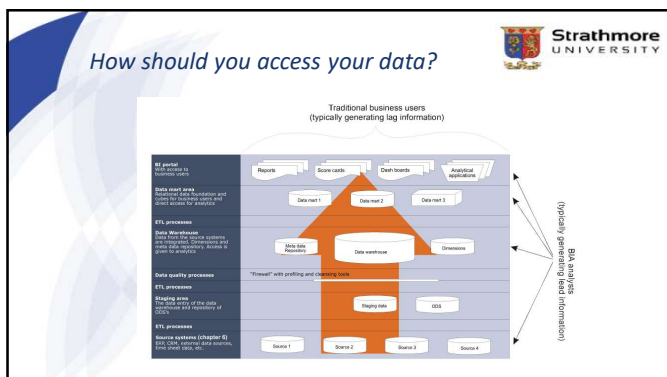 How should you access your data?
Strathmore
UNIVERSITY
Traditional business users
(typically generating lag information)
BI portal
With access to
business users
Reports
Score cards
Dash boards
Analytical
applications
Data mart area
Relational data foundation and
cubes for business users and
direct access for analytics
Data mart 1
Data mart 2
Data mart 3
ETL processes
Data Warehouse
Data from the source systems
are integrated. Dimensions and
meta data repository. Access is
given to analytics
Meta data
Repository
Data warehouse
Dimensions
Data quality processes
"Firewall" with profiling and cleansing tools
ETL processes
Staging area
The data entry of the data
warehouse and repository of
ODS's
Staging data
ODS
ETL processes
Source systems (chapter 6)
ERP, CRM, external data sources,
time sheet data, etc.
Source 1
Source 2
Source 3
Source 4
BIA analysts
(typically generating lead information)